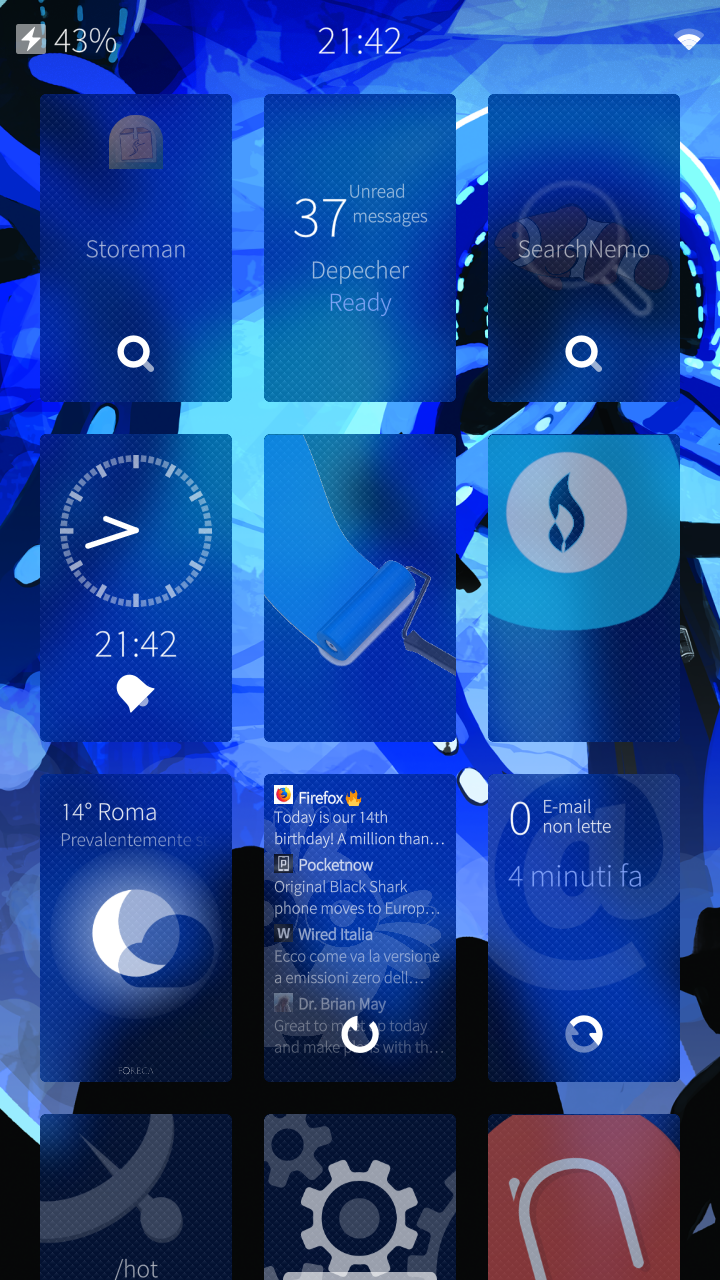 43%
21:42
Storeman
37 Unread
messages
Depecher
Ready
SearchNemo
21:42
14° Roma
Prevalentemente s
Firefox🔥
Today is our 14th
birthday! A million than…
Pocketnow
Original Black Shark
phone moves to Europ…
W Wired Italia
Ecco come va la versione
a emissioni zero dell…
Dr. Brian May
Great to meet up today
and make plans with th…
FORECA
0 E-mail
non lette
4 minuti fa
@
/hot